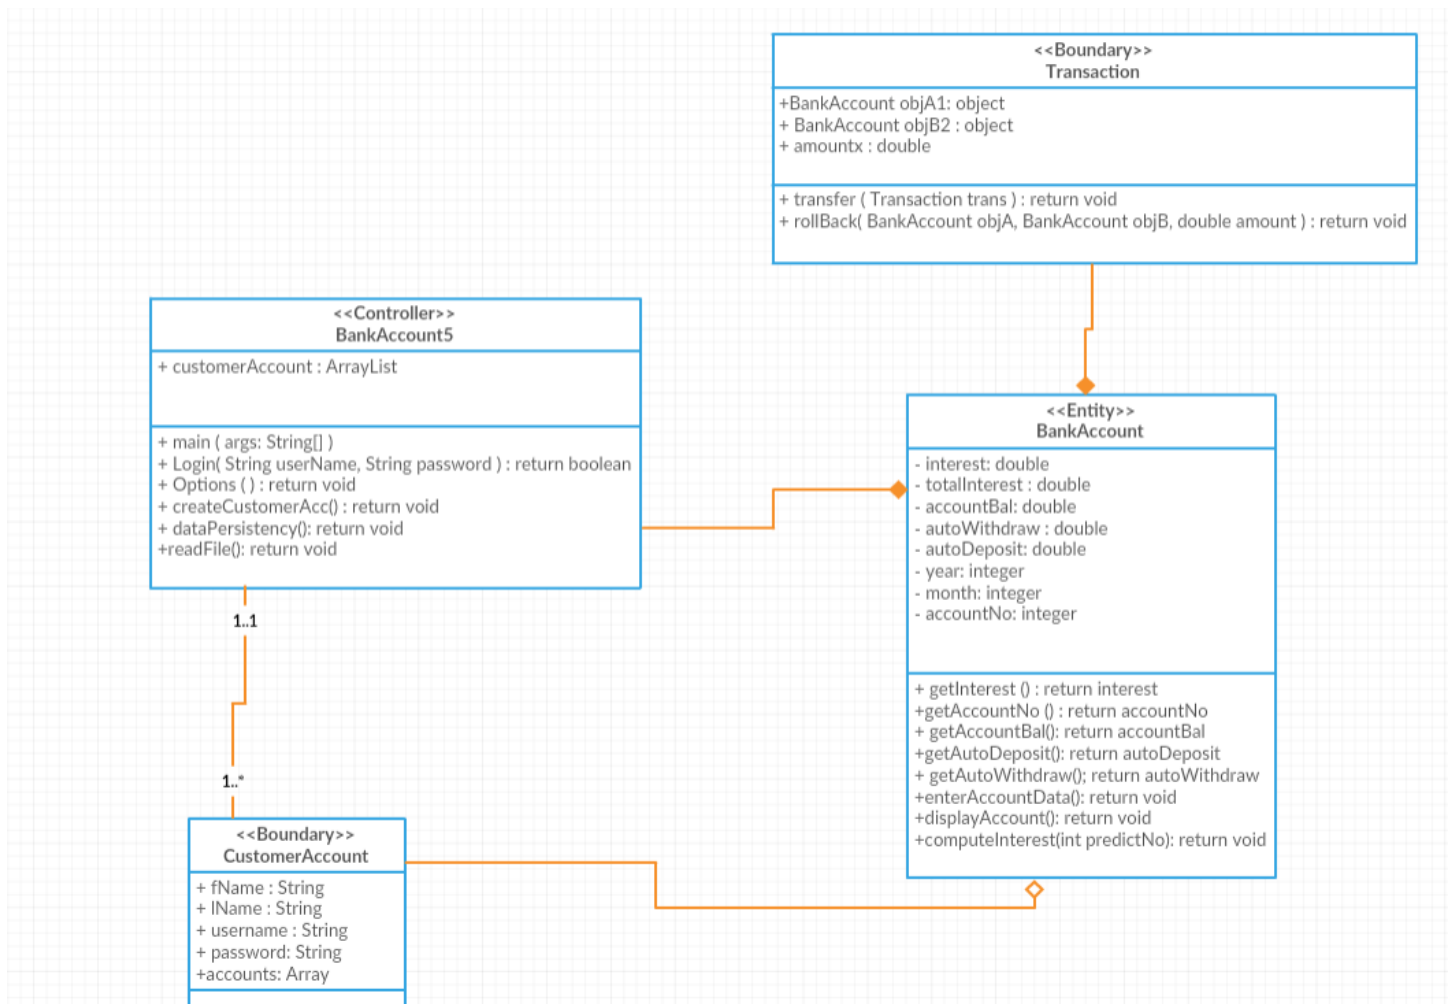 <<Boundary>>
Transaction
+BankAccount objA1: object
+ BankAccount objB2 : object
+ amountx : double
+ transfer ( Transaction trans ) : return void
+ rollBack( BankAccount objA, BankAccount objB, double amount ) : return void
<<Controller>>
BankAccount5
+ customerAccount : ArrayList
+ main ( args: String[] )
+ Login( String userName, String password ) : return boolean
+ Options ( ) : return void
+ createCustomerAcc() : return void
+ dataPersistency(): return void
+readFile(): return void
1..1
1..*
<<Entity>>
BankAccount
- interest: double
- totalInterest : double
- accountBal: double
- autoWithdraw : double
- autoDeposit: double
- year: integer
- month: integer
- accountNo: integer
+ getInterest () : return interest
+getAccountNo () : return accountNo
+ getAccountBal(): return accountBal
+getAutoDeposit(): return autoDeposit
+ getAutoWithdraw(); return autoWithdraw
+enterAccountData(): return void
+displayAccount(): return void
+computeInterest(int predictNo): return void
<<Boundary>>
CustomerAccount
+ fName : String
+ lName : String
+ username : String
+ password: String
+accounts: Array